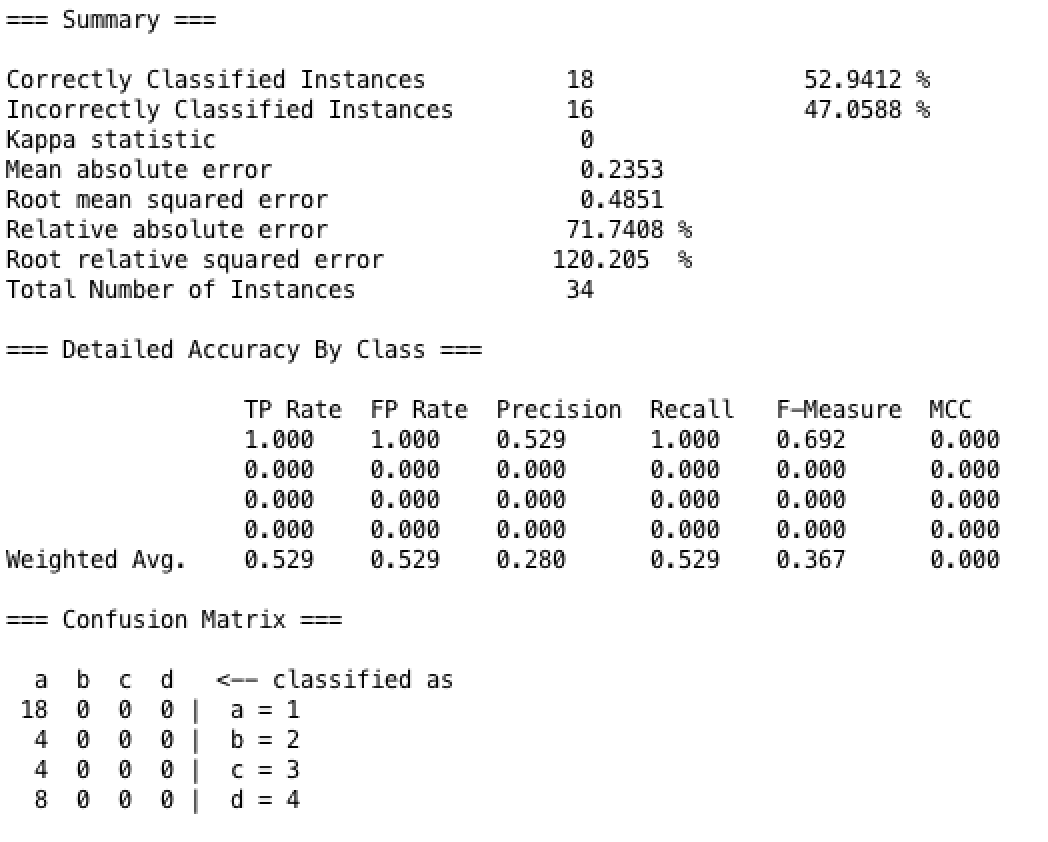 === Summary ===
Correctly Classified Instances 18 52.9412 %
Incorrectly Classified Instances 16 47.0588 %
Kappa statistic 0
Mean absolute error 0.2353
Root mean squared error 0.4851
Relative absolute error 71.7408 %
Root relative squared error 120.205 %
Total Number of Instances 34
=== Detailed Accuracy By Class ===
TP Rate FP Rate Precision Recall F-Measure MCC
1.000 1.000 0.529 1.000 0.692 0.000
0.000 0.000 0.000 0.000 0.000 0.000
0.000 0.000 0.000 0.000 0.000 0.000
0.000 0.000 0.000 0.000 0.000 0.000
Weighted Avg. 0.529 0.529 0.280 0.529 0.367 0.000
=== Confusion Matrix ===
a b c d <-- classified as
18 0 0 0 | a = 1
4 0 0 0 | b = 2
4 0 0 0 | c = 3
8 0 0 0 | d = 4